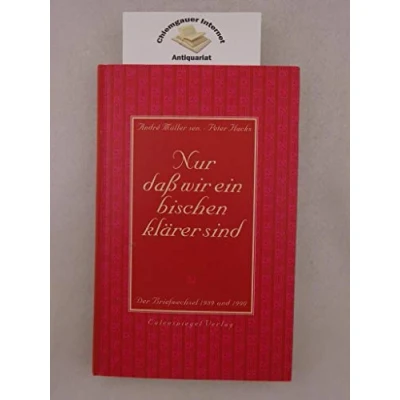 Chiemgauer Internet
Antiquariat
André Müller sen. · Peter Hacks
Nur
daß wir ein
bischen
klärer sind
Der Briefwechsel 1989 und 1990
Eulenspiegel Verlag